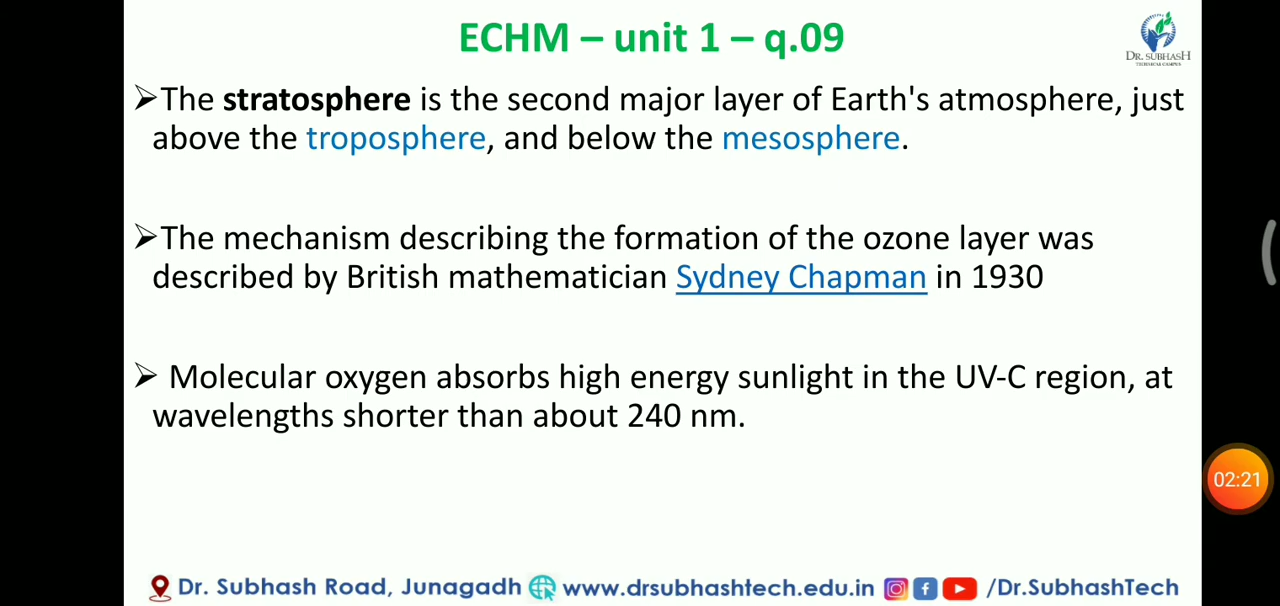 ECHM – unit 1 – q.09
DR. SUBHASH
TECHNICAL CAMPUS
➢The stratosphere is the second major layer of Earth's atmosphere, just
above the troposphere, and below the mesosphere.
➢The mechanism describing the formation of the ozone layer was
described by British mathematician Sydney Chapman in 1930
➢ Molecular oxygen absorbs high energy sunlight in the UV-C region, at
wavelengths shorter than about 240 nm.
02:21
Dr. Subhash Road, Junagadh www.drsubhashtech.edu.in /Dr.SubhashTech